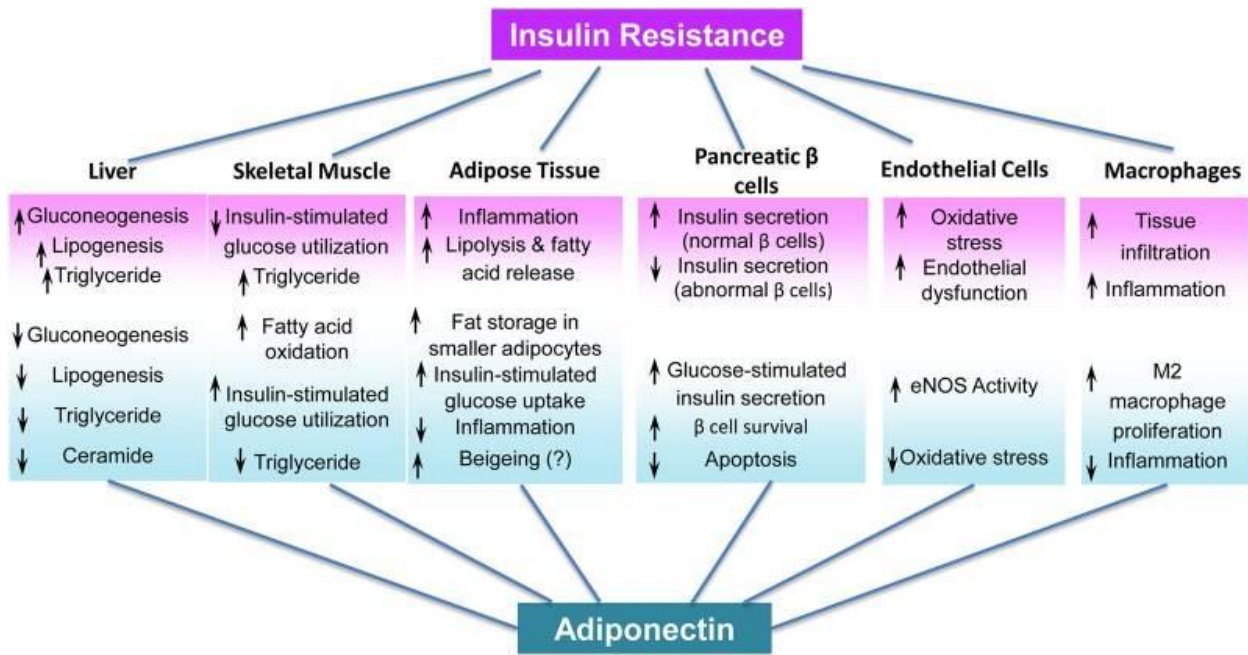 Insulin Resistance
Liver
↑ Gluconeogenesis
↑ Lipogenesis
↑ Triglyceride
↓ Gluconeogenesis
↓ Lipogenesis
↓ Triglyceride
↓ Ceramide
Skeletal Muscle
↓ Insulin-stimulated
glucose utilization
↑ Triglyceride
↑ Fatty acid
oxidation
↑ Insulin-stimulated
glucose utilization
↓ Triglyceride
Adipose Tissue
↑ Inflammation
↑ Lipolysis & fatty
acid release
↑ Fat storage in
smaller adipocytes
↑ Insulin-stimulated
glucose uptake
↓ Inflammation
↑ Beigeing (?)
Pancreatic β
cells
↑ Insulin secretion
(normal β cells)
↓ Insulin secretion
(abnormal β cells)
↑ Glucose-stimulated
insulin secretion
↑ β cell survival
↓ Apoptosis
Endothelial Cells
↑ Oxidative
stress
↑ Endothelial
dysfunction
↑ eNOS Activity
↓ Oxidative stress
Macrophages
↑ Tissue
infiltration
↑ Inflammation
↑ M2
macrophage
proliferation
↓ Inflammation
Adiponectin